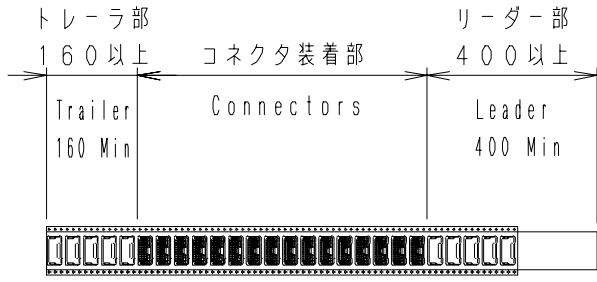 トレーラ部
160以上
コネクタ装着部
リーダー部
400以上
Trailer
160 Min
Connectors
Leader
400 Min